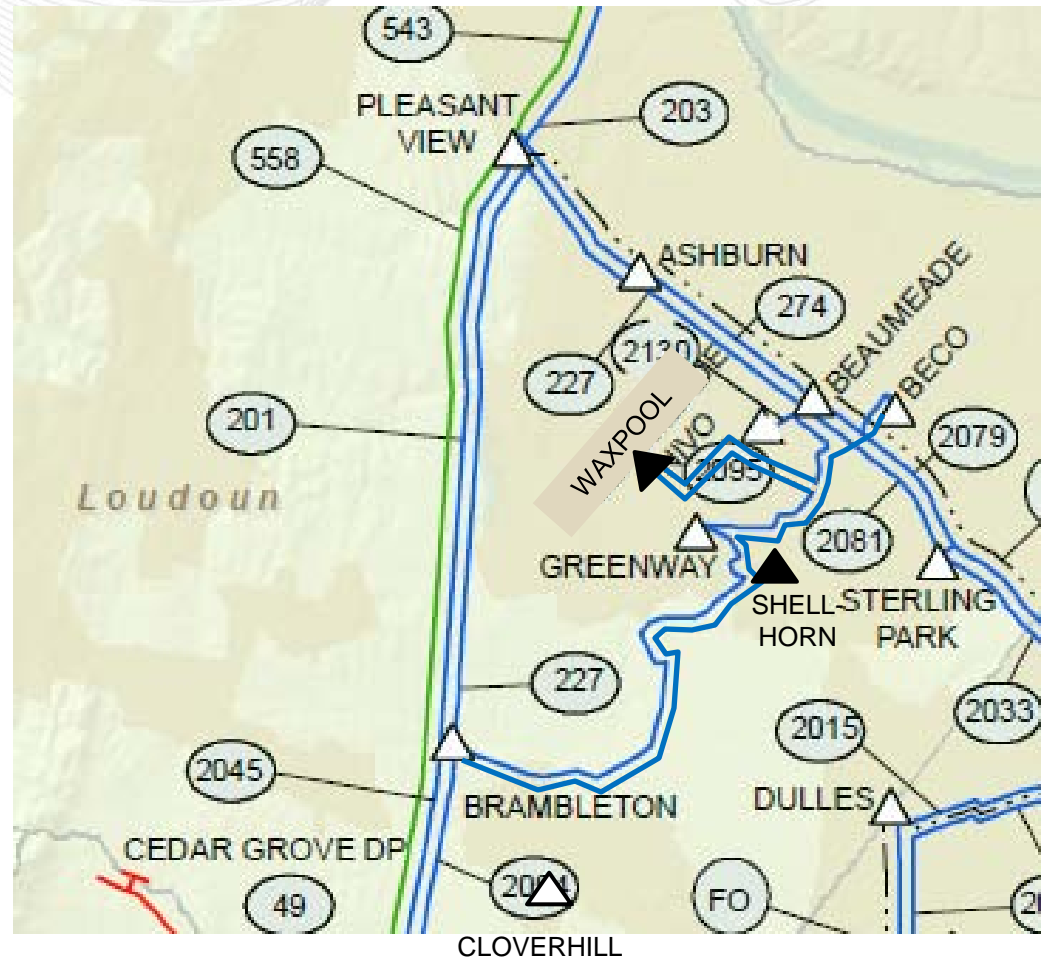 543
PLEASANT
VIEW
203
558
ASHBURN
274
BEAUMEADE
BECO
227
201
WAXPOOL
2095
2079
Loudoun
2081
GREENWAY
SHELL-
HORN
STERLING
PARK
227
2033
2015
2045
BRAMBLETON
DULLES
CEDAR GROVE DP
49
FO
CLOVERHILL